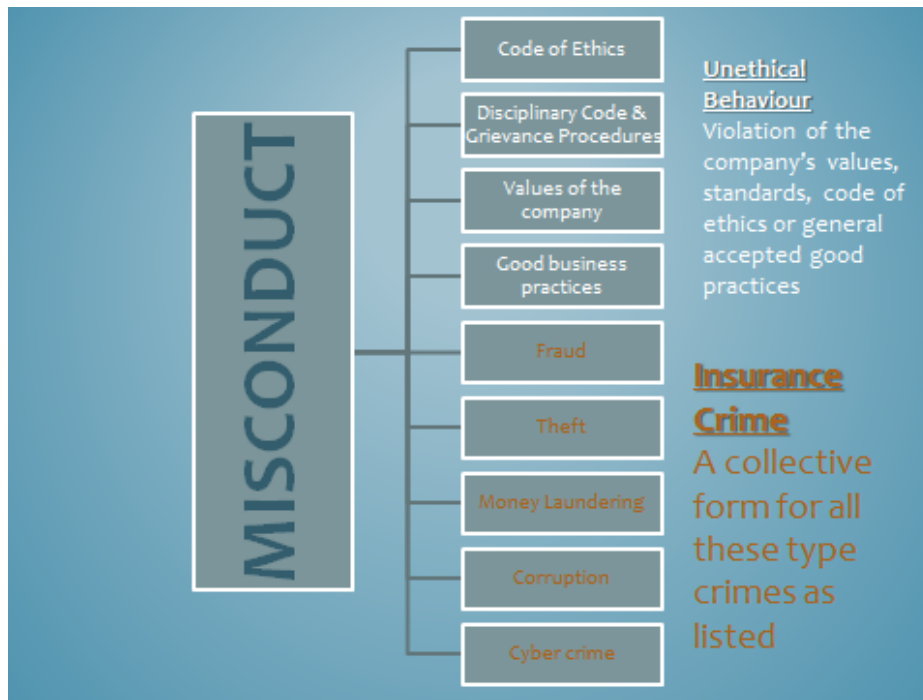 MISCONDUCT
Code of Ethics
Disciplinary Code &
Grievance Procedures
Values of the
company
Good business
practices
Fraud
Theft
Money Laundering
Corruption
Cyber crime
Unethical
Behaviour
Violation of the
company's values,
standards, code of
ethics or general
accepted good
practices
Insurance
Crime
A collective
form for all
these type
crimes as
listed